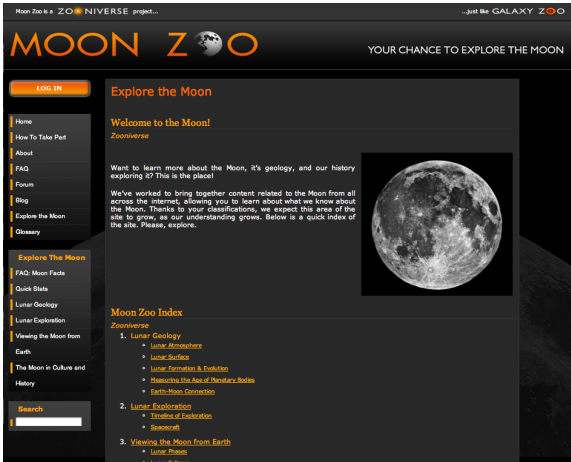 Moon Zoo is a ZOONIVERSE project...
...just like GALAXY ZOO
MOON ZOO
YOUR CHANCE TO EXPLORE THE MOON
LOG IN
Home
How To Take Part
About
FAQ
Forum
Blog
Explore the Moon
Glossary
Explore The Moon
FAQ: Moon Facts
Quick Stats
Lunar Geology
Lunar Exploration
Viewing the Moon from
Earth
The Moon in Culture and
History
Search
Explore the Moon
Welcome to the Moon!
Zooniverse
Want to learn more about the Moon, it's geology, and our history
exploring it? This is the place!
We've worked to bring together content related to the Moon from all
across the internet, allowing you to learn about what we know about
the Moon. Thanks to your classifications, we expect this area of the
site to grow, as our understanding grows. Below is a quick index of
the site. Please, explore.
Moon Zoo Index
Zooniverse
1. Lunar Geology
Lunar Atmosphere
Lunar Surface
Lunar Formation & Evolution
Measuring the Age of Planetary Bodies
Earth-Moon Connection
2. Lunar Exploration
Timeline of Exploration
Spacecraft
3. Viewing the Moon from Earth
Lunar Phases